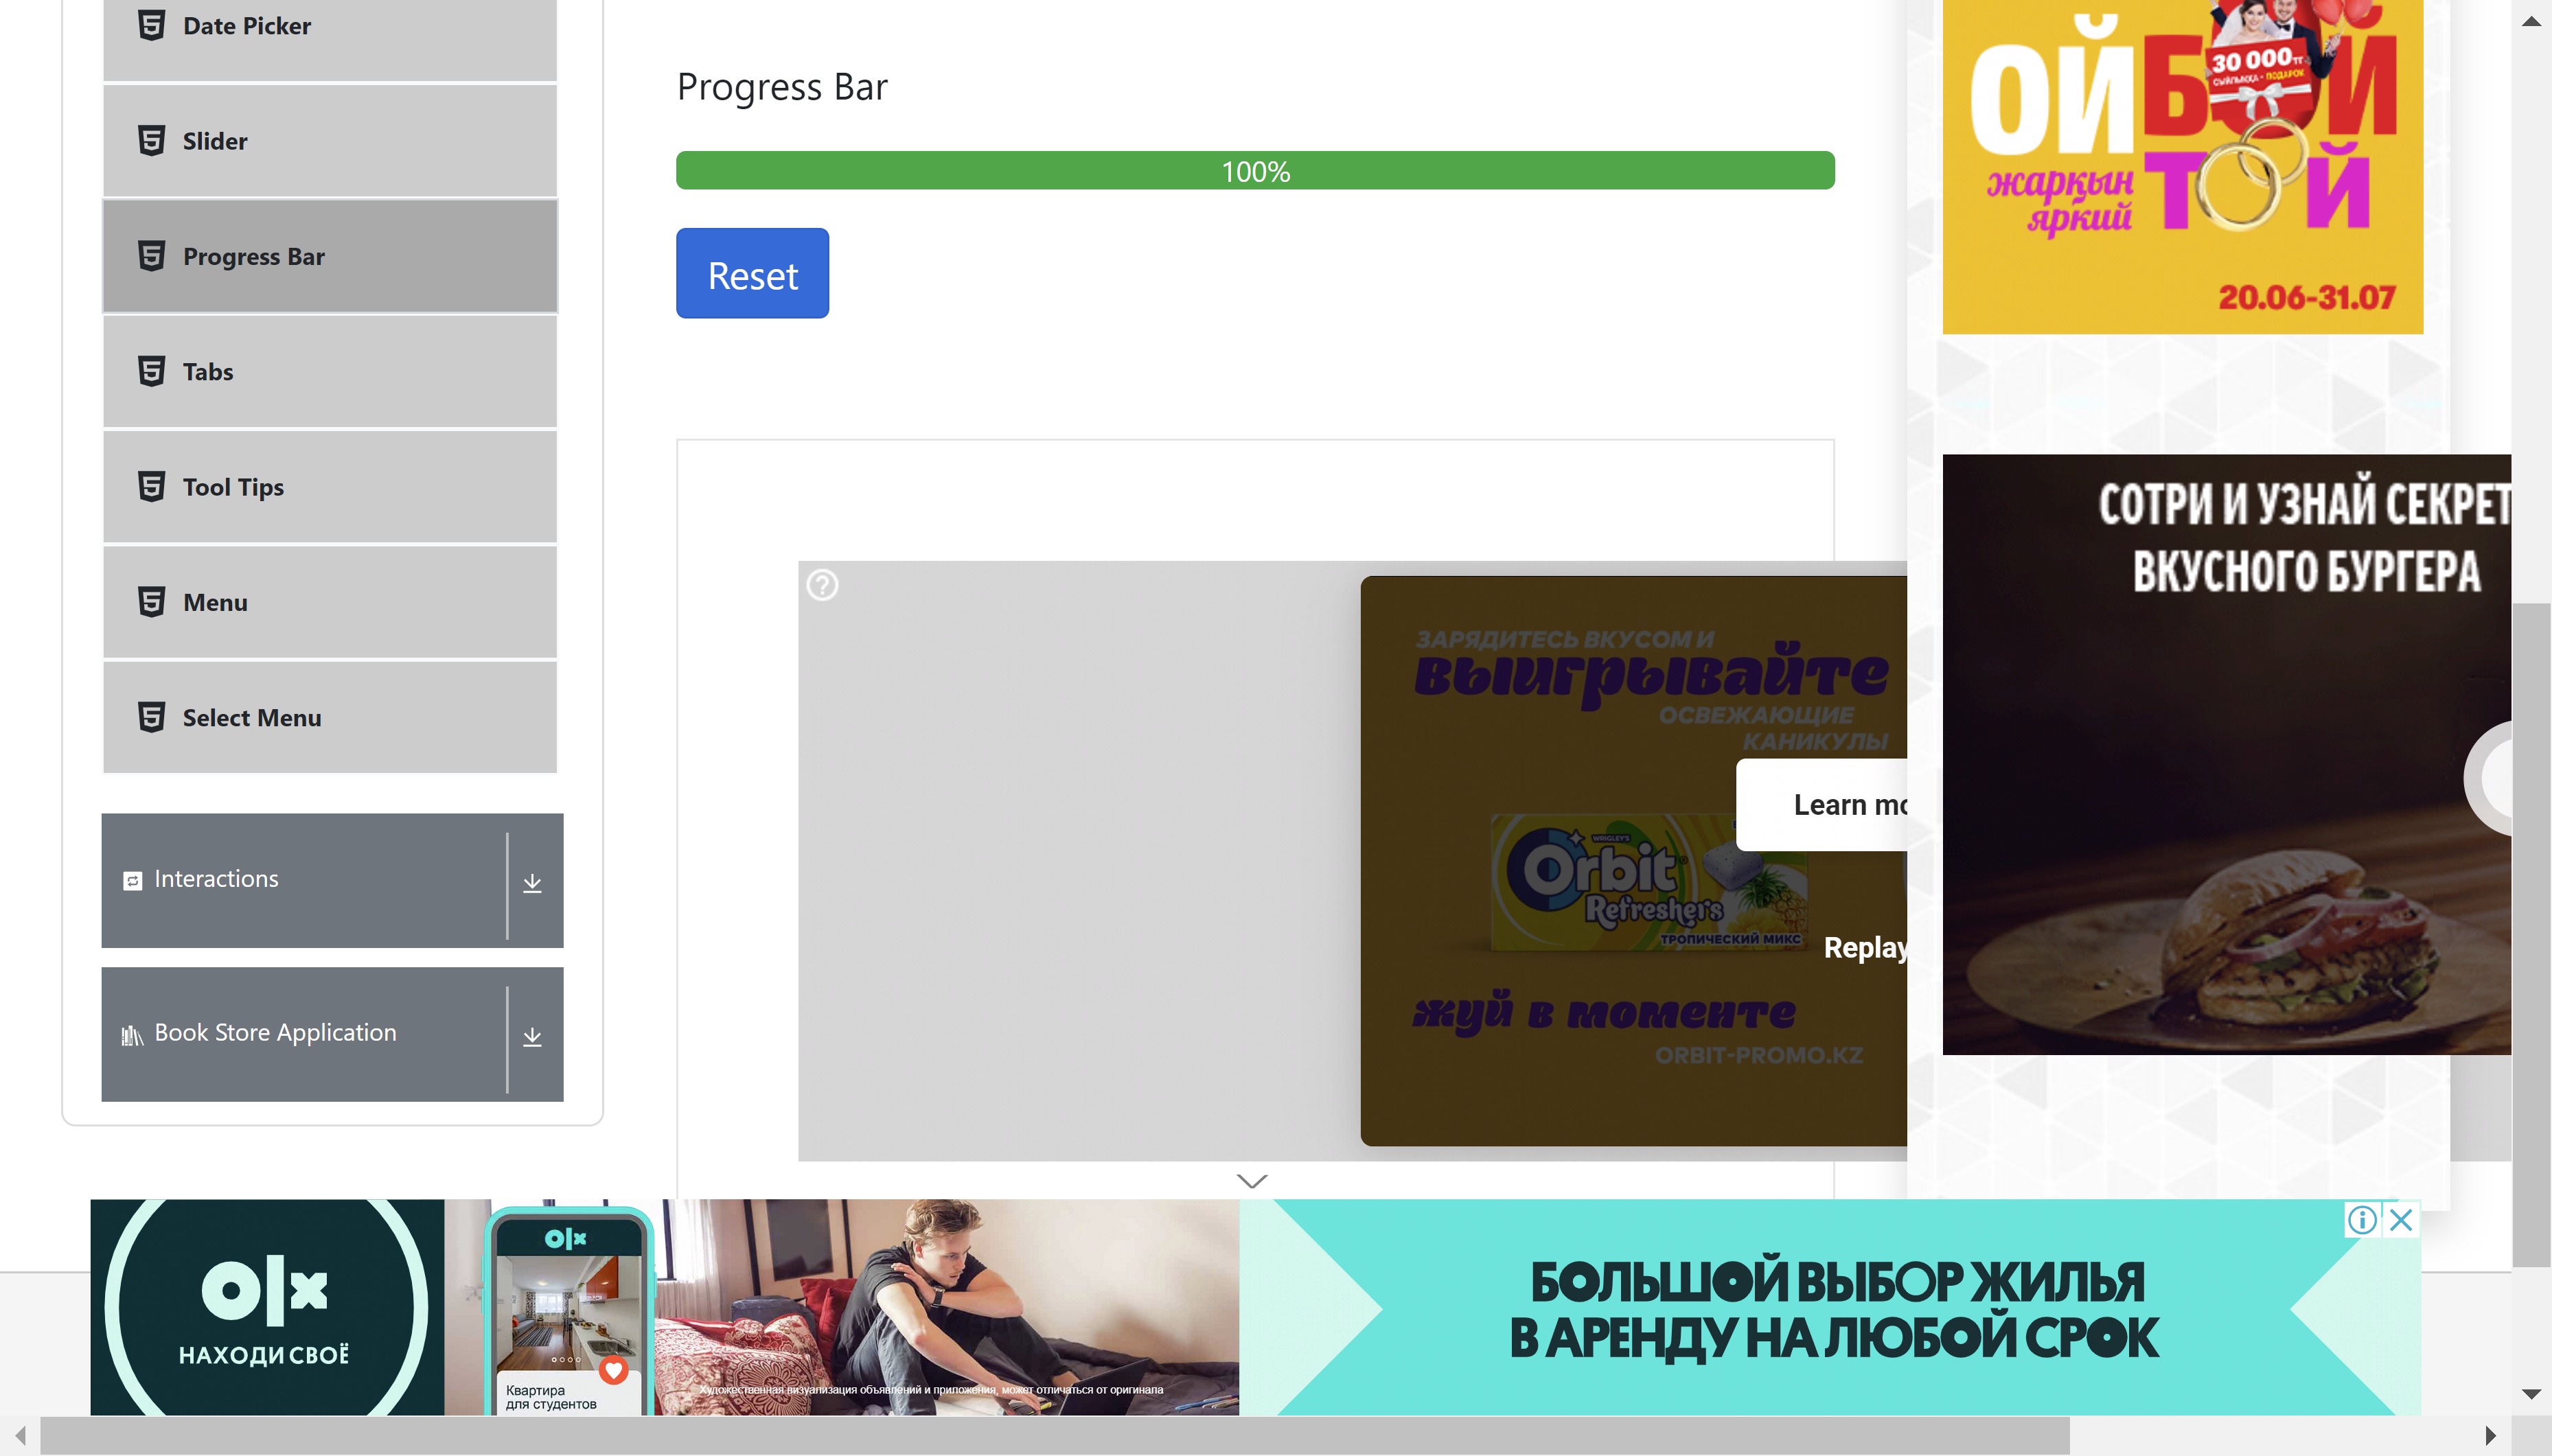 Date Picker
Slider
Progress Bar
Tabs
Tool Tips
Menu
Select Menu
Interactions
Book Store Application
Progress Bar
100%
Reset
ЗАРЯДИТЕСЬ ВКУСОМ И
выигрывайте
ОСВЕЖАЮЩИЕ
КАНИКУЛЫ
Learn mo
WRIGLEY'S
Orbit
Refreshers
ТРОПИЧЕСКИЙ МИКС
Replay
жуй в моменте
ORBIT-PROMO.KZ
30 000тг
СЫЙЛЫҚҚА • ПОДАРОК
ОЙ БОЙ
жарқын
яркий
ТОЙ
20.06-31.07
СОТРИ И УЗНАЙ СЕКРЕТ
ВКУСНОГО БУРГЕРА
olx
НАХОДИ СВОЁ
olx
Квартира
для студентов
Художественная визуализация объявлений и приложения, может отличаться от оригинала
БОЛЬШОЙ ВЫБОР ЖИЛЬЯ
В АРЕНДУ НА ЛЮБОЙ СРОК